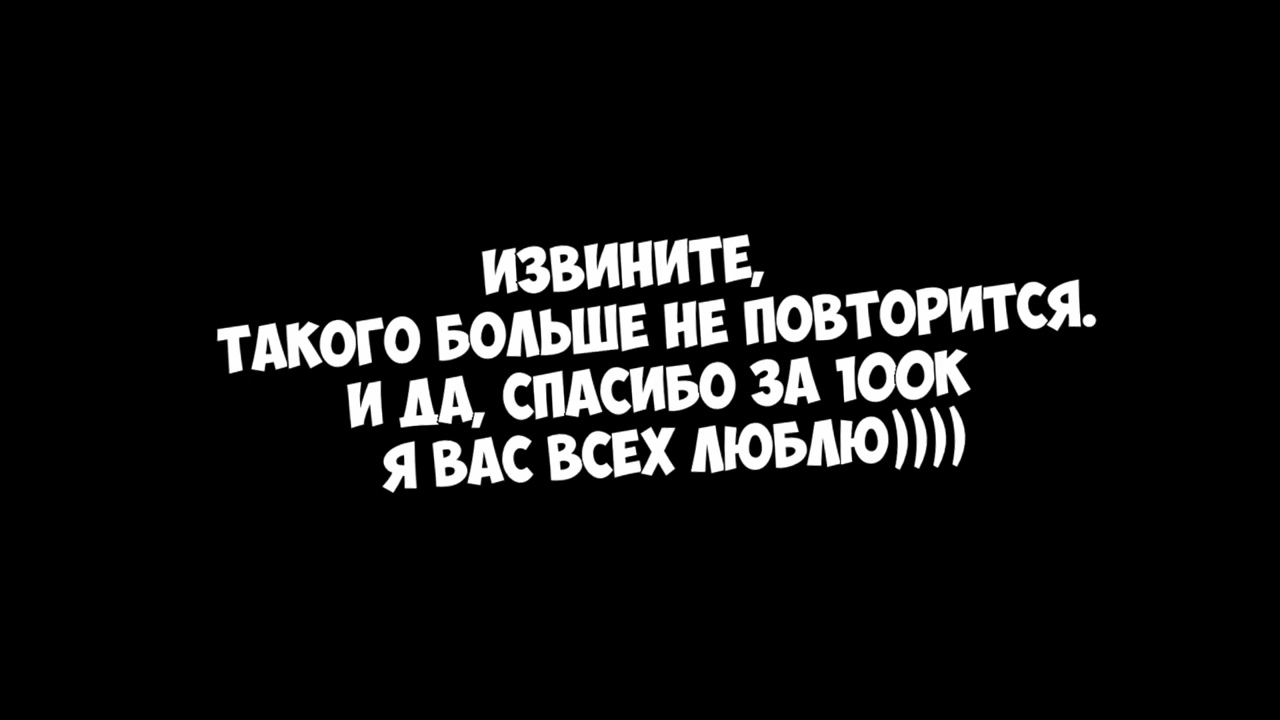 ИЗВИНИТЕ,
ТАКОГО БОЛЬШЕ НЕ ПОВТОРИТСЯ.
И ДА, СПАСИБО ЗА 100К
Я ВАС ВСЕХ ЛЮБЛЮ))))